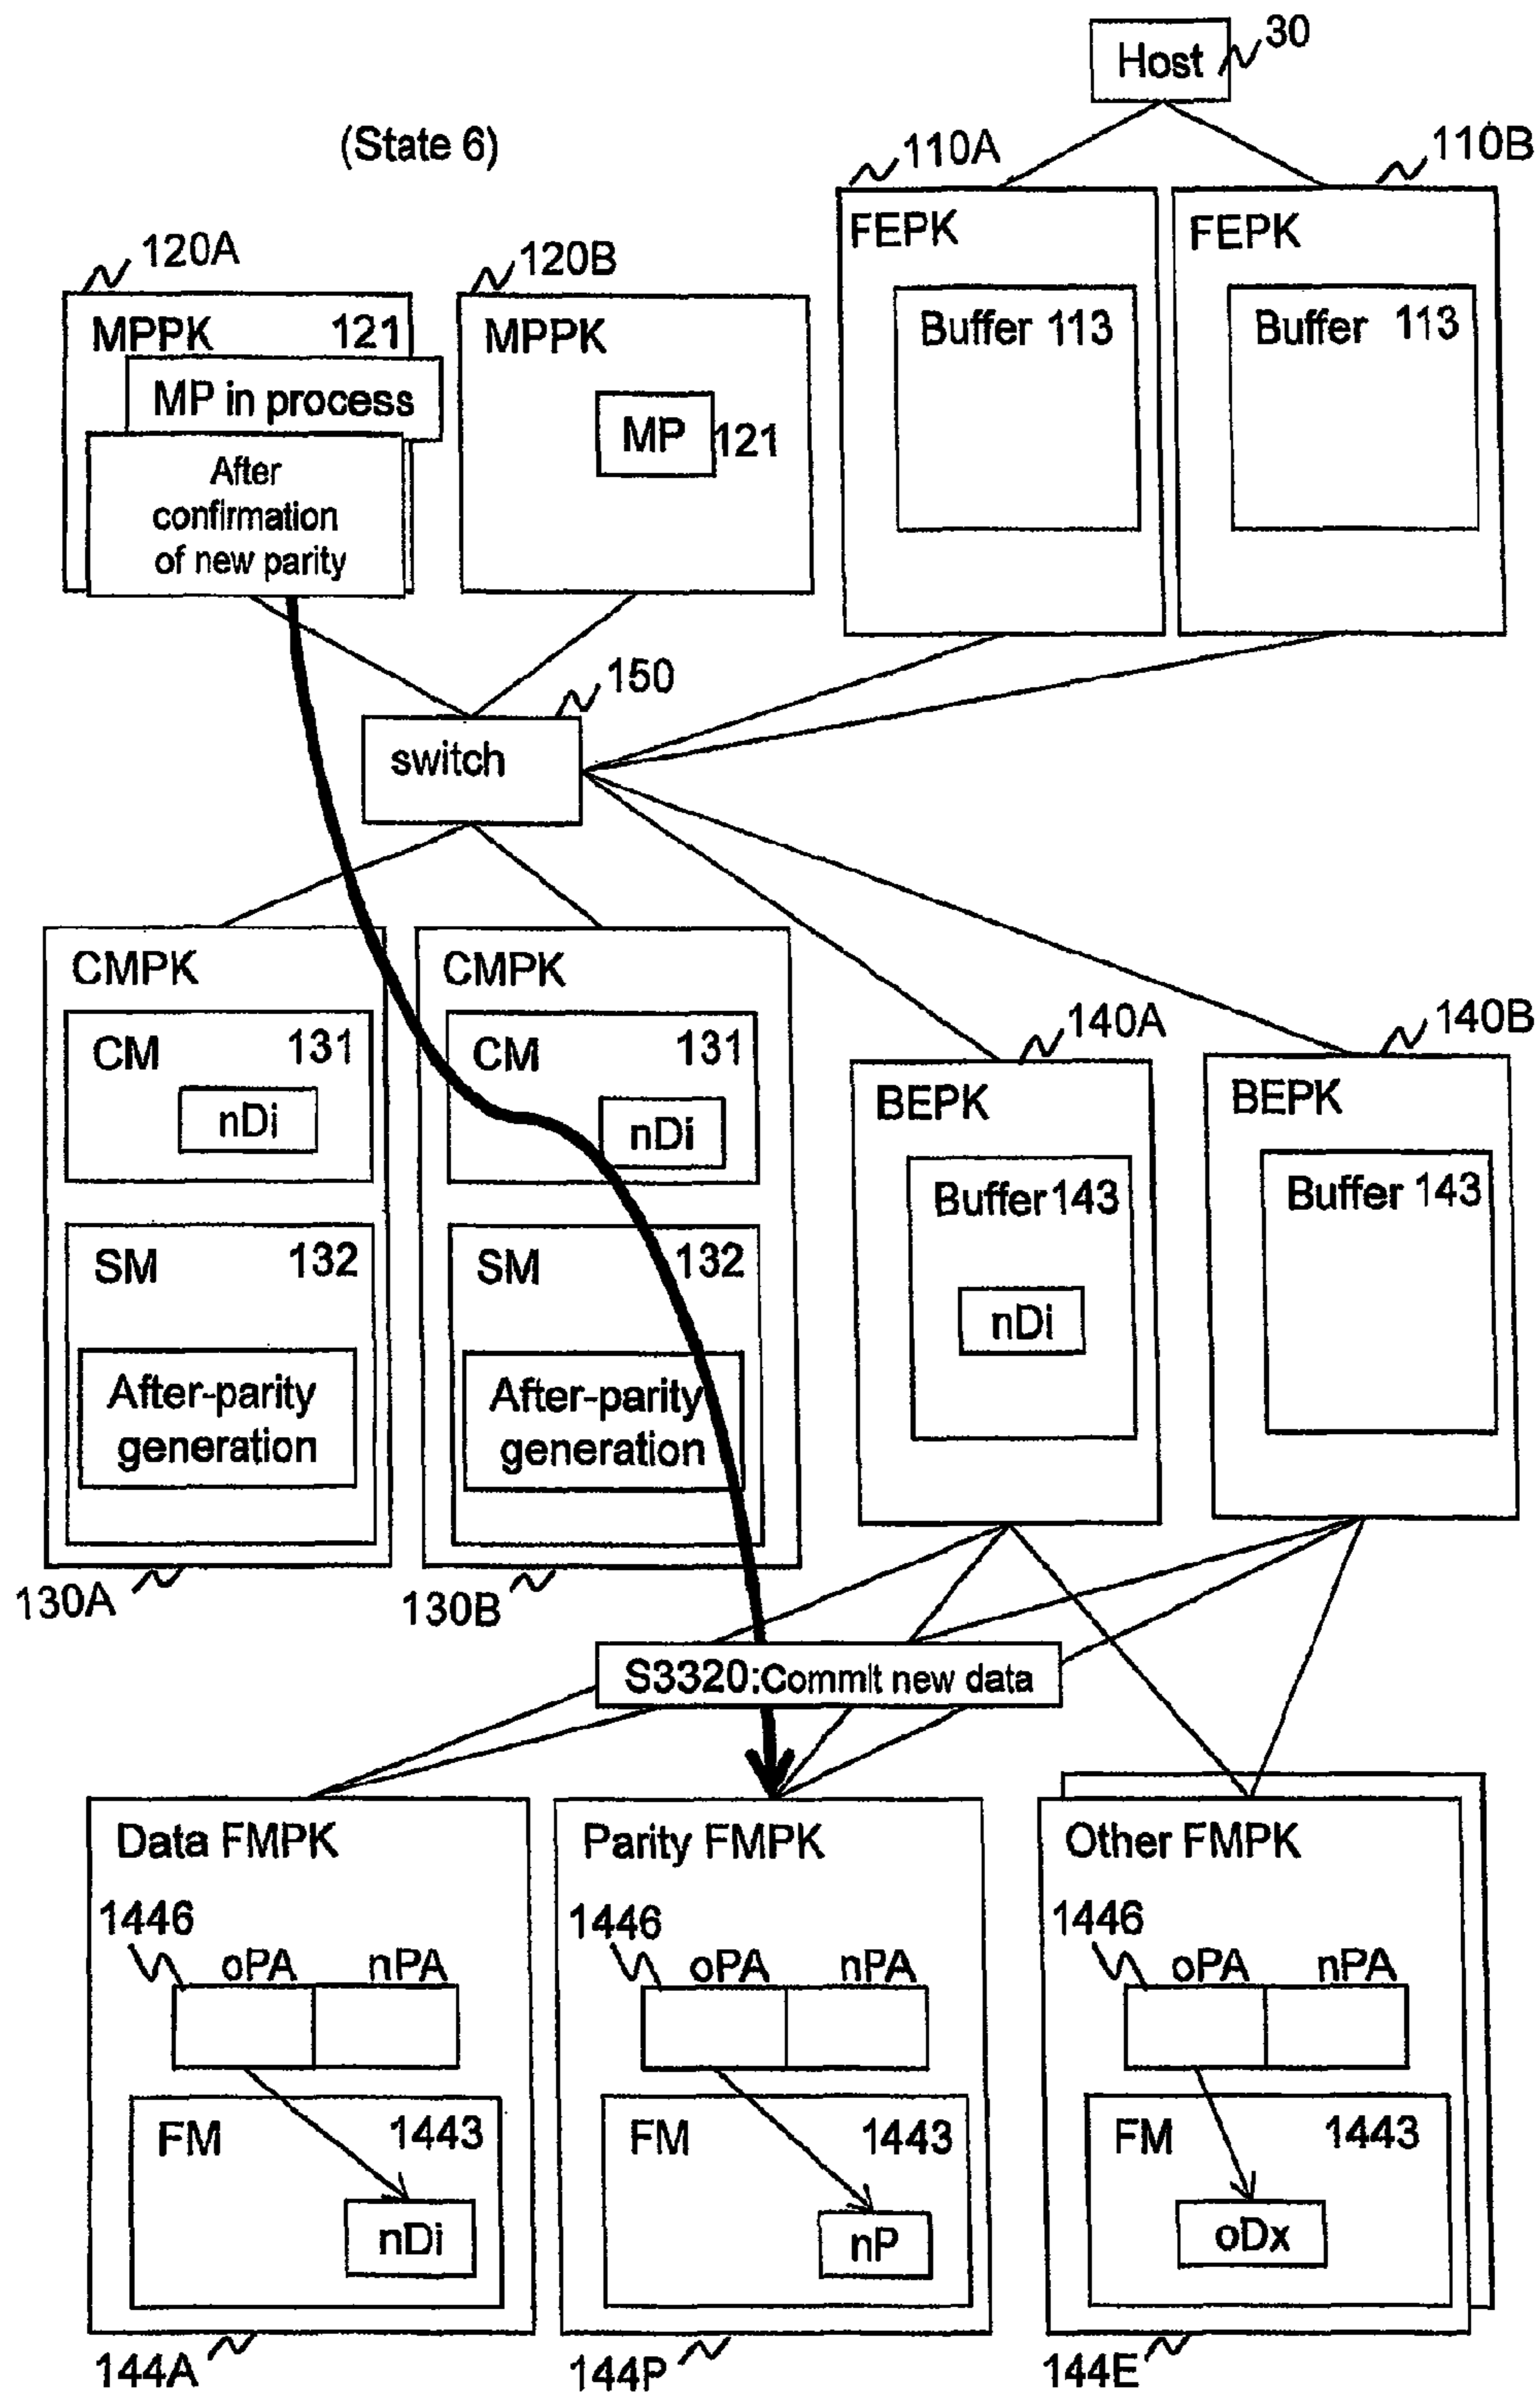 Host
30
(State 6)
110A
110B
FEPK
FEPK
120A
120B
Buffer 113
Buffer 113
MPPK 121
MPPK
MP in process
MP
121
After
confirmation
of new parity
150
switch
CMPK
CMPK
140A
140B
CM 131
CM 131
BEPK
BEPK
nDi
nDi
Buffer 143
Buffer 143
SM 132
SM 132
nDi
After-parity
generation
After-parity
generation
130A
130B
S3320:Commit new data
Data FMPK
Parity FMPK
Other FMPK
1446
1446
1446
oPA nPA
oPA nPA
oPA nPA
FM 1443
FM 1443
FM 1443
nDi
nP
oDx
144A
144P
144E